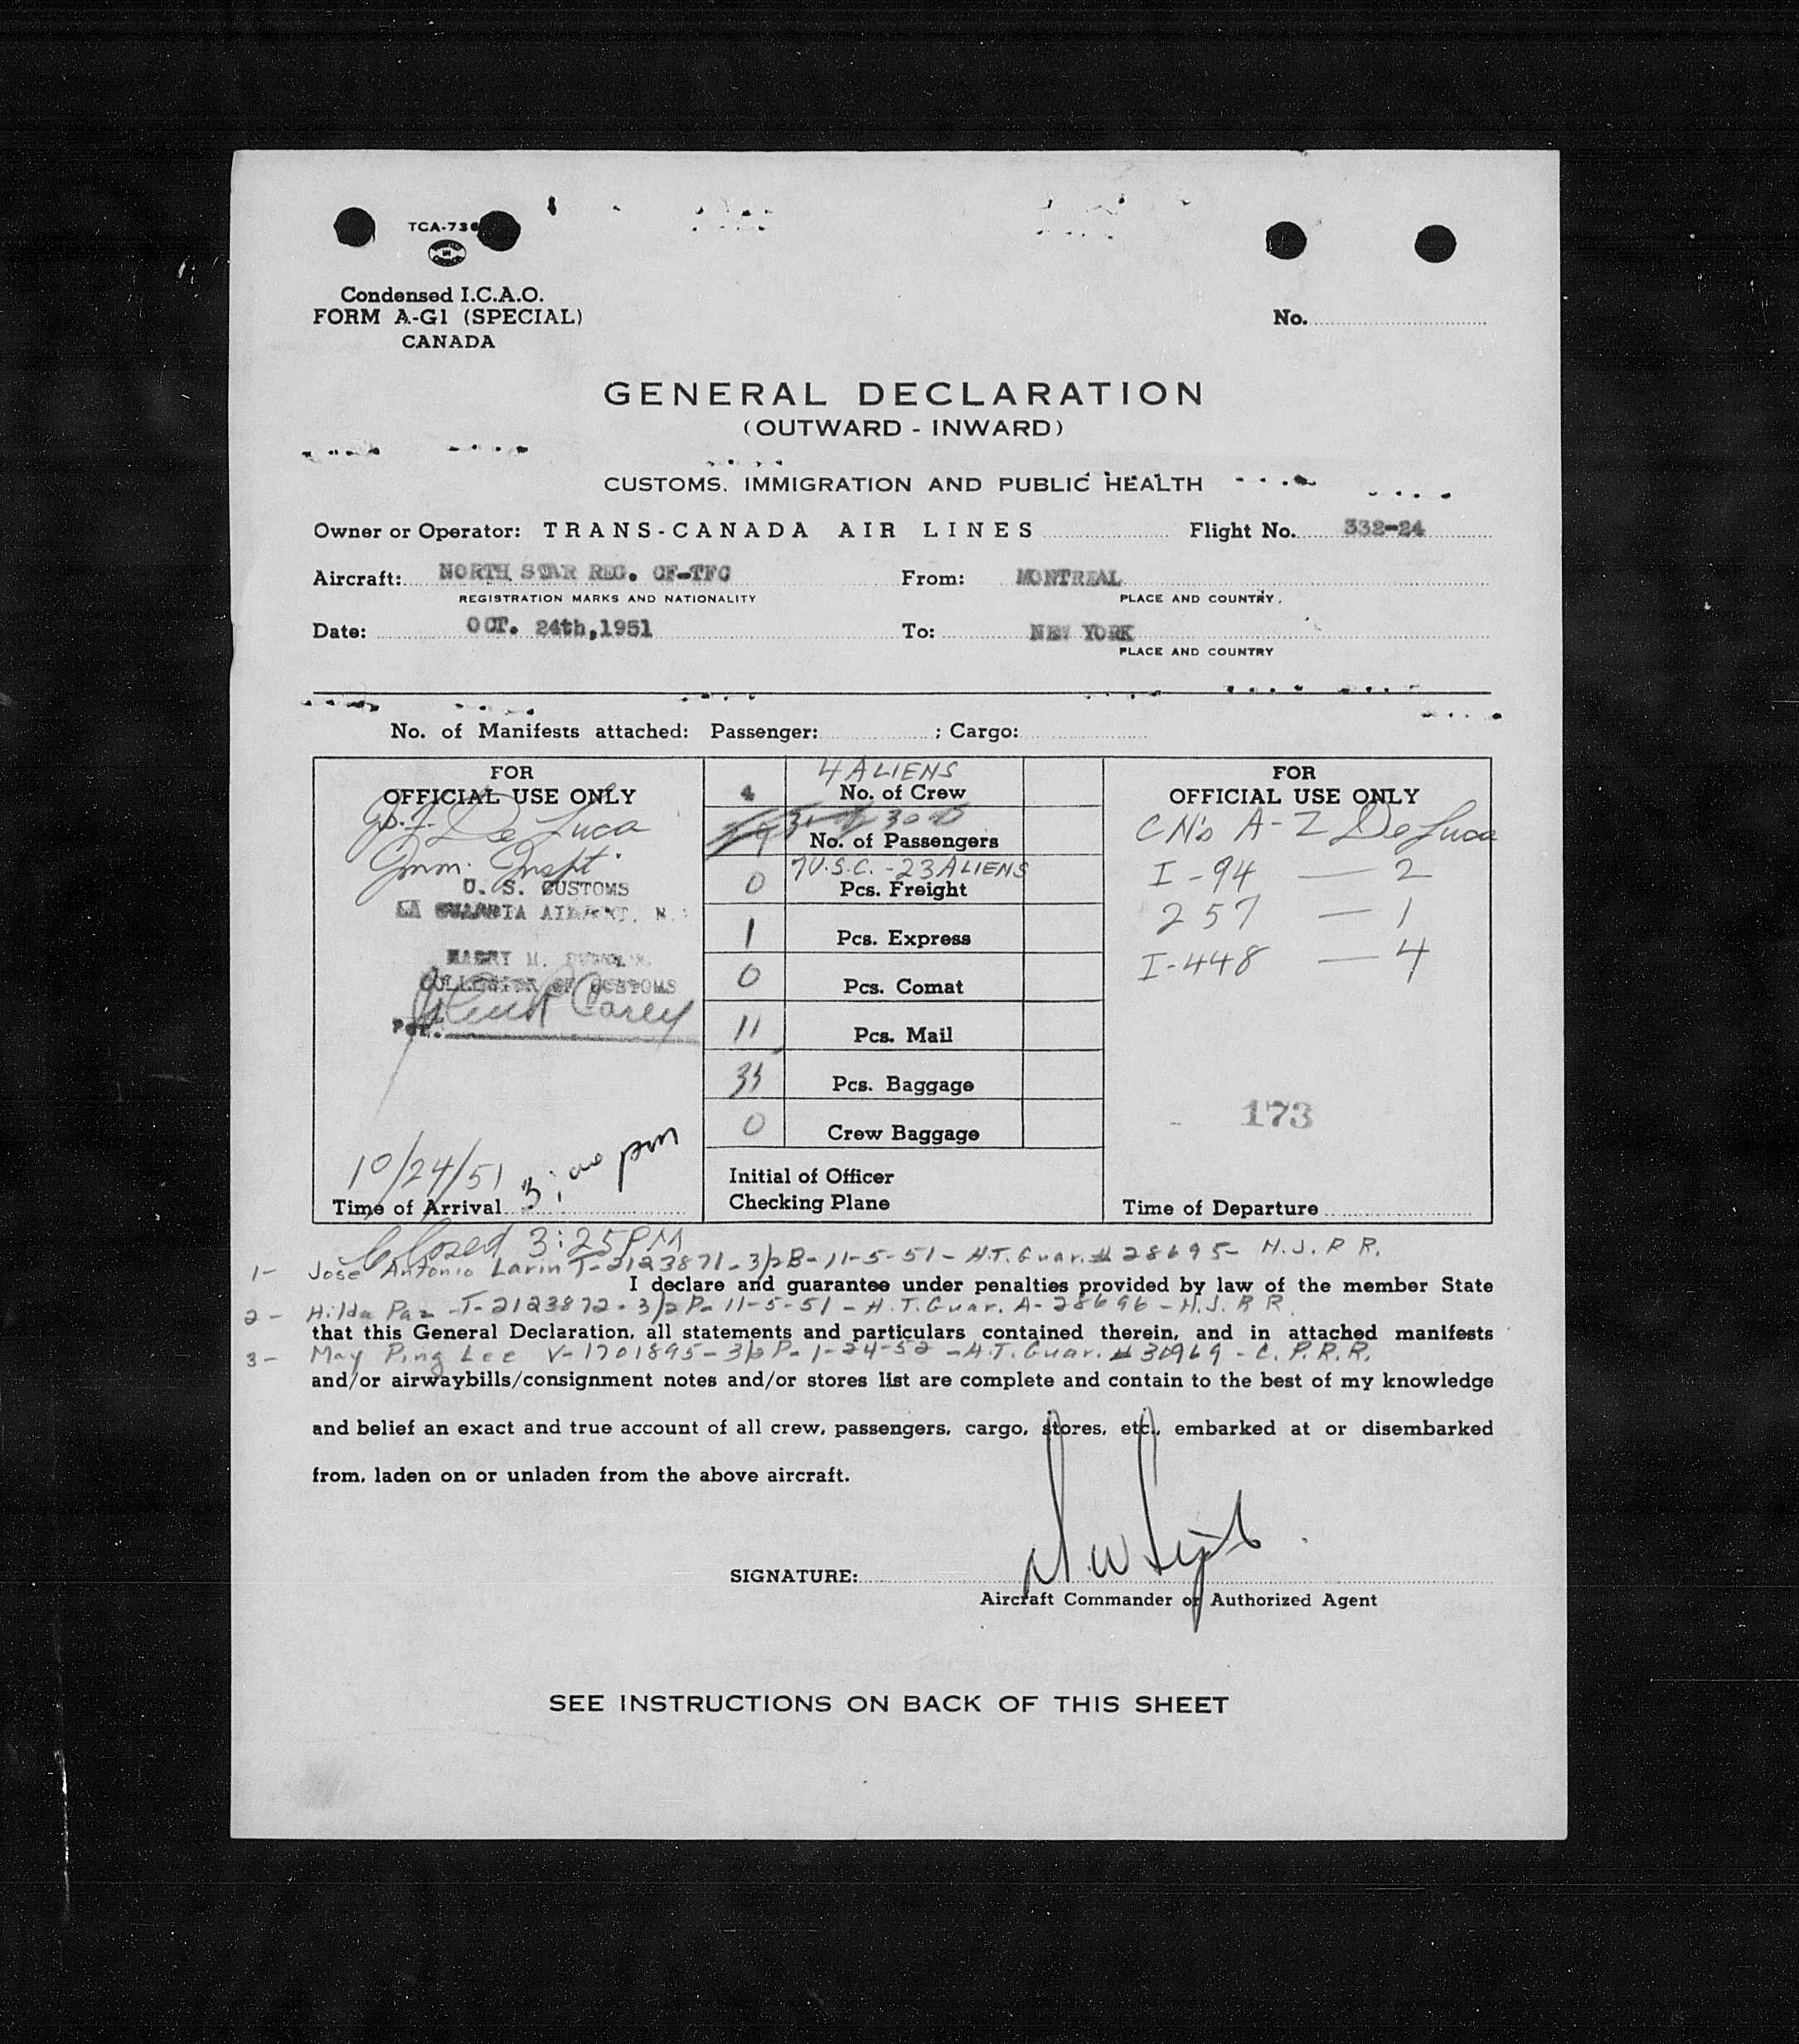 TCA-73
Condensed I.C.A.O.
FORM A-G1 (SPECIAL)
CANADA
No.
GENERAL DECLARATION
(OUTWARD - INWARD)
CUSTOMS, IMMIGRATION AND PUBLIC HEALTH
Owner or Operator: TRANS-CANADA AIR LINES Flight No. 332-24
Aircraft: NORTH STAR REG. CF-TFC From: MONTREAL
REGISTRATION MARKS AND NATIONALITY PLACE AND COUNTRY.
Date: OCT. 24th,1951 To: NEW YORK
PLACE AND COUNTRY
No. of Manifests attached: Passenger: ; Cargo:
FOR
OFFICIAL USE ONLY
De Luca
Imm. Inspt.
U. S. CUSTOMS
LA GUARDIA AIRPORT, N.
HARRY M.
COLLECTOR OF CUSTOMS
Per. Carey
10/24/51
Time of Arrival 3:00 pm
Closed 3:25 PM
4 ALIENS
4 No. of Crew
30
No. of Passengers
7 U.S.C. - 23 ALIENS
0 Pcs. Freight
1 Pcs. Express
0 Pcs. Comat
11 Pcs. Mail
35 Pcs. Baggage
0 Crew Baggage
Initial of Officer
Checking Plane
FOR
OFFICIAL USE ONLY
CN's A-Z De Luca
I-94 — 2
257 — 1
I-448 — 4
173
Time of Departure
1- Jose Antonio Larin T-2123871-3/2B-11-5-51-H.T. Guar.# 28695- N.J.P R.
I declare and guarantee under penalties provided by law of the member State
2- Hilda Paz -T-2123872-3/2P-11-5-51-H.T. Guar. A-28696-N.J. R R.
that this General Declaration, all statements and particulars contained therein, and in attached manifests
3- May Ping Lee V-1701895-3/2P-1-24-52-H.T. Guar.# 30969-C.P.R.R.
and/or airwaybills/consignment notes and/or stores list are complete and contain to the best of my knowledge
and belief an exact and true account of all crew, passengers, cargo, stores, etc., embarked at or disembarked
from, laden on or unladen from the above aircraft.
SIGNATURE:
Aircraft Commander or Authorized Agent
SEE INSTRUCTIONS ON BACK OF THIS SHEET